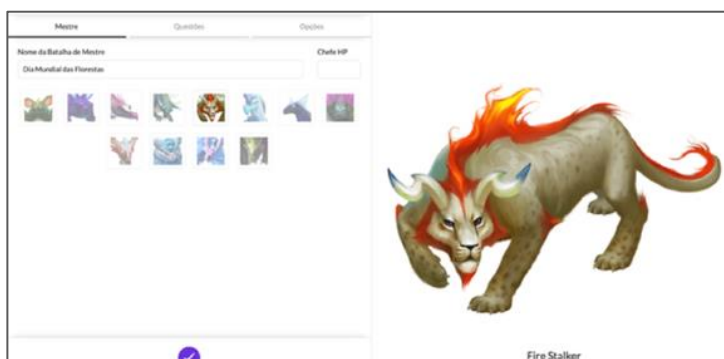 Mestre Questões Opções
Nome da Batalha de Mestre Chefe HP
Dia Mundial das Florestas
Fire Stalker